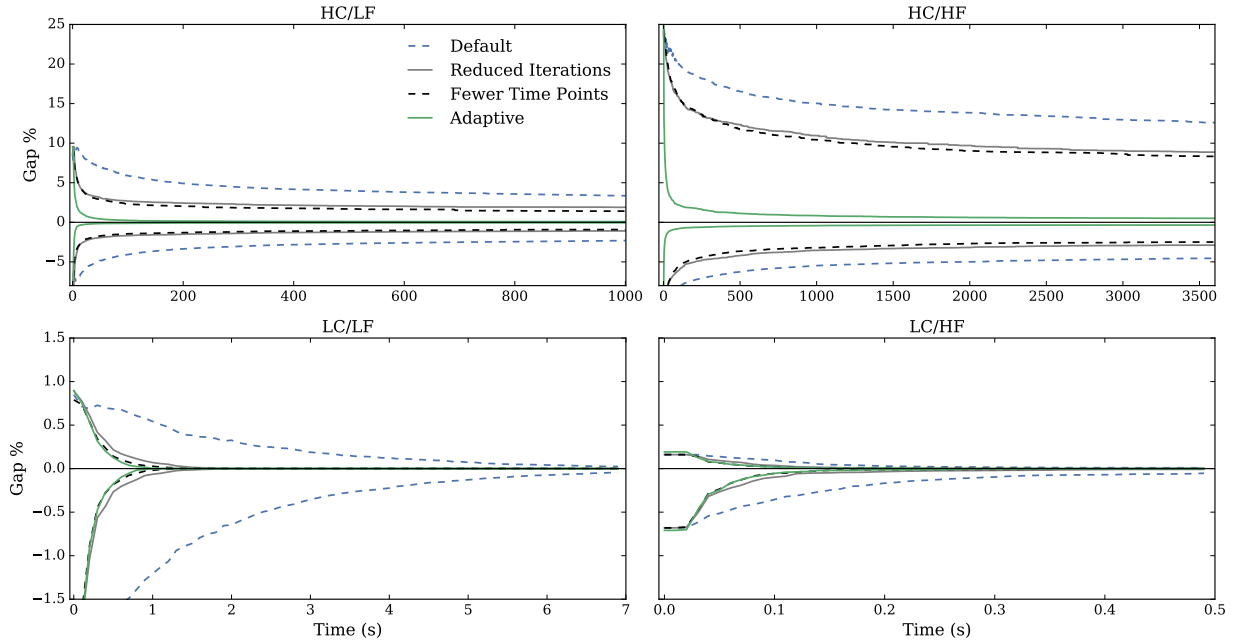 HC/LF
HC/HF
25
20
15
10
5
0
−5
Gap %
Default
Reduced Iterations
Fewer Time Points
Adaptive
0 200 400 600 800 1000
0 500 1000 1500 2000 2500 3000 3500
LC/LF
LC/HF
1.5
1.0
0.5
0.0
−0.5
−1.0
−1.5
Gap %
0 1 2 3 4 5 6 7
0.0 0.1 0.2 0.3 0.4 0.5
Time (s)
Time (s)